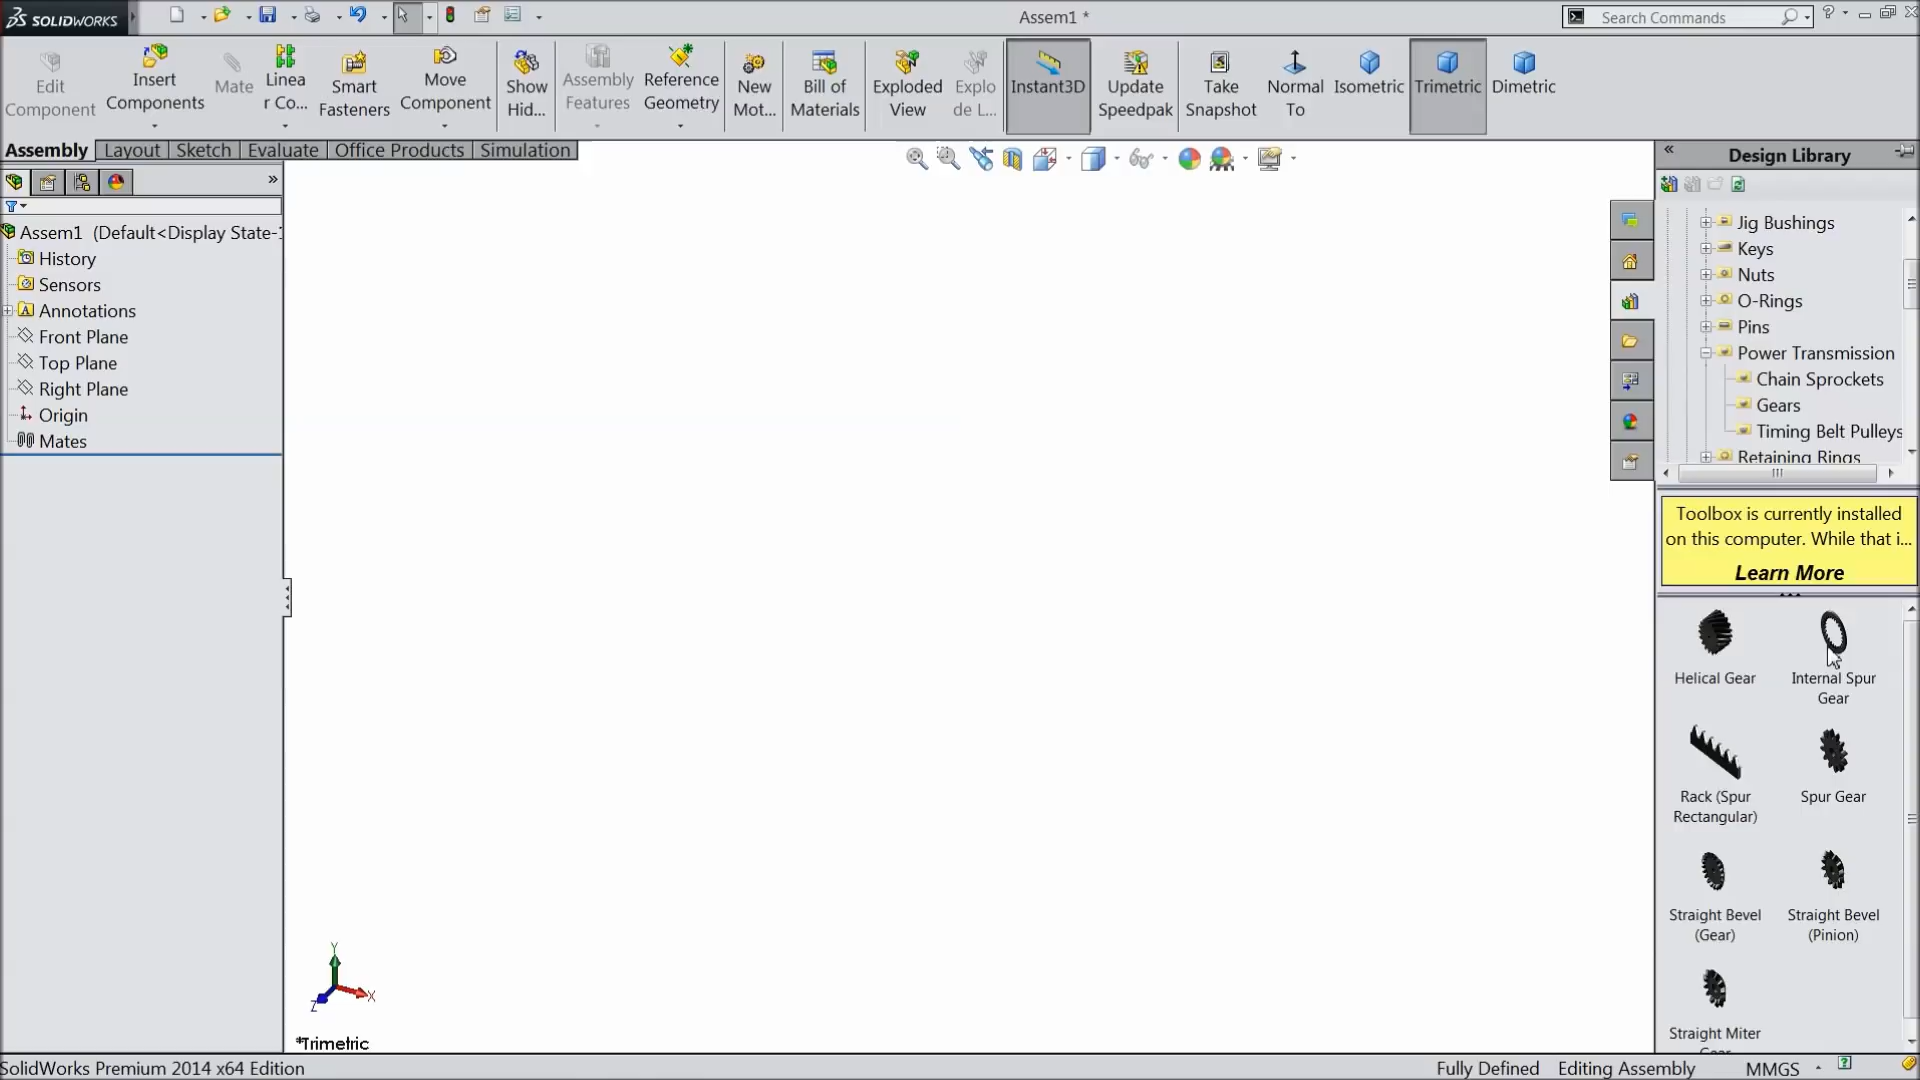 SOLIDWORKS
Assem1 *
Search Commands
Edit Component
Insert Components
Mate
Linea r Co...
Smart Fasteners
Move Component
Show Hid...
Assembly Features
Reference Geometry
New Mot...
Bill of Materials
Exploded View
Explo de L...
Instant3D
Update Speedpak
Take Snapshot
Normal To
Isometric
Trimetric
Dimetric
Assembly
Layout
Sketch
Evaluate
Office Products
Simulation
Assem1 (Default<Display State-1
History
Sensors
Annotations
Front Plane
Top Plane
Right Plane
Origin
Mates
Y
X
Z
*Trimetric
Design Library
Jig Bushings
Keys
Nuts
O-Rings
Pins
Power Transmission
Chain Sprockets
Gears
Timing Belt Pulleys
Retaining Rings
Toolbox is currently installed
on this computer. While that i...
Learn More
Helical Gear
Internal Spur
Gear
Rack (Spur
Rectangular)
Spur Gear
Straight Bevel
(Gear)
Straight Bevel
(Pinion)
Straight Miter
Gear
SolidWorks Premium 2014 x64 Edition
Fully Defined
Editing Assembly
MMGS